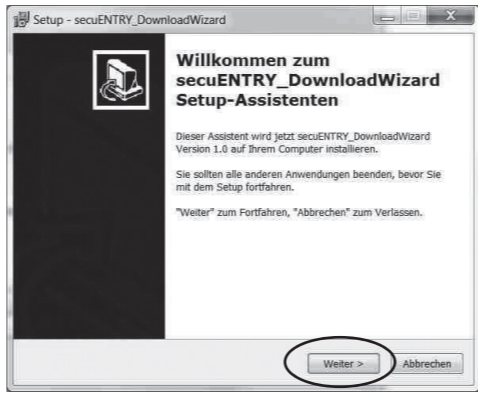 Setup - secuENTRY_DownloadWizard
Willkommen zum
secuENTRY_DownloadWizard
Setup-Assistenten
Dieser Assistent wird jetzt secuENTRY_DownloadWizard
Version 1.0 auf Ihrem Computer installieren.
Sie sollten alle anderen Anwendungen beenden, bevor Sie
mit dem Setup fortfahren.
"Weiter" zum Fortfahren, "Abbrechen" zum Verlassen.
Weiter >
Abbrechen